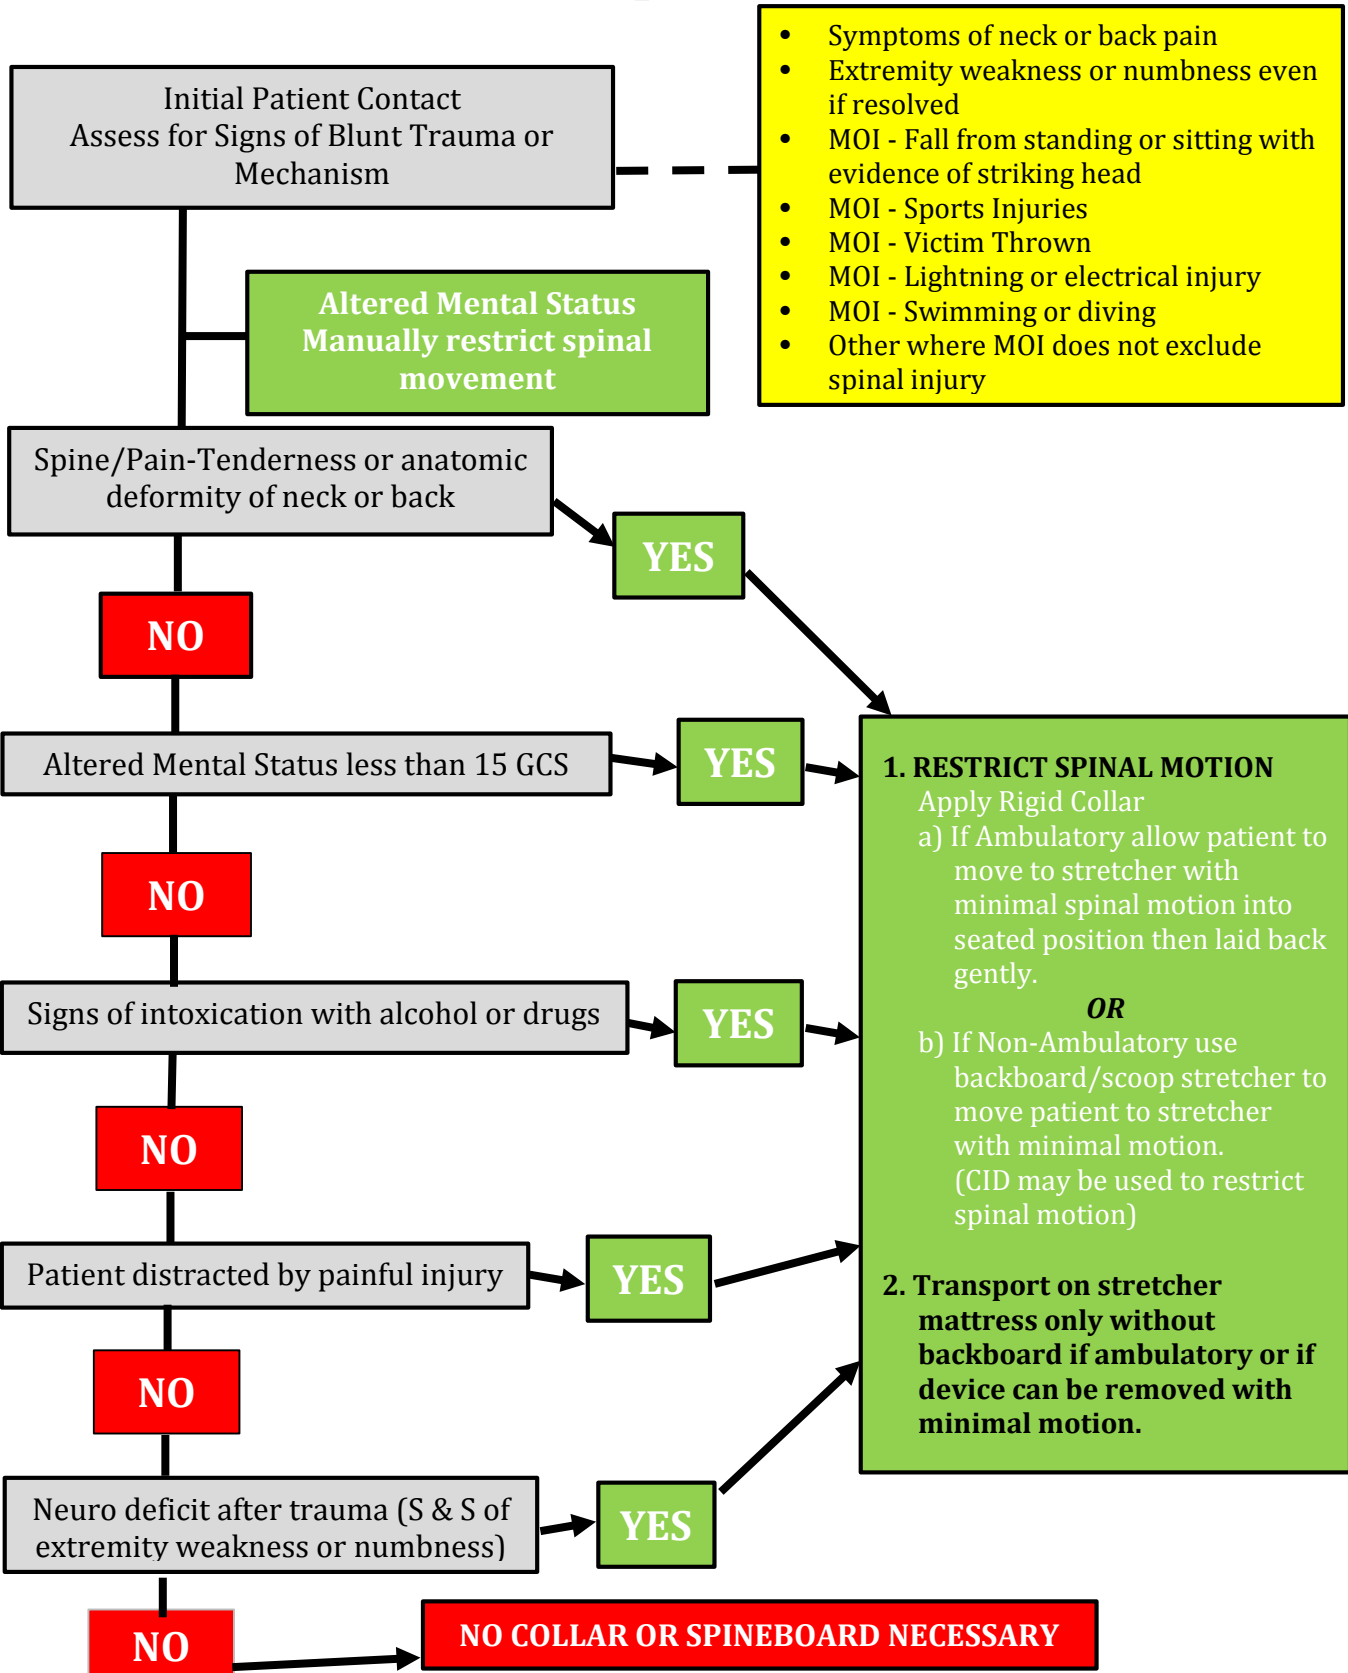 Initial Patient Contact
Assess for Signs of Blunt Trauma or
Mechanism
• Symptoms of neck or back pain
• Extremity weakness or numbness even
if resolved
• MOI - Fall from standing or sitting with
evidence of striking head
• MOI - Sports Injuries
• MOI - Victim Thrown
• MOI - Lightning or electrical injury
• MOI - Swimming or diving
• Other where MOI does not exclude
spinal injury
Altered Mental Status
Manually restrict spinal
movement
Spine/Pain-Tenderness or anatomic
deformity of neck or back
YES
NO
Altered Mental Status less than 15 GCS
YES
NO
Signs of intoxication with alcohol or drugs
YES
NO
Patient distracted by painful injury
YES
NO
Neuro deficit after trauma (S & S of
extremity weakness or numbness)
YES
NO
NO COLLAR OR SPINEBOARD NECESSARY
1. RESTRICT SPINAL MOTION
Apply Rigid Collar
a) If Ambulatory allow patient to
move to stretcher with
minimal spinal motion into
seated position then laid back
gently.
OR
b) If Non-Ambulatory use
backboard/scoop stretcher to
move patient to stretcher
with minimal motion.
(CID may be used to restrict
spinal motion)
2. Transport on stretcher
mattress only without
backboard if ambulatory or if
device can be removed with
minimal motion.